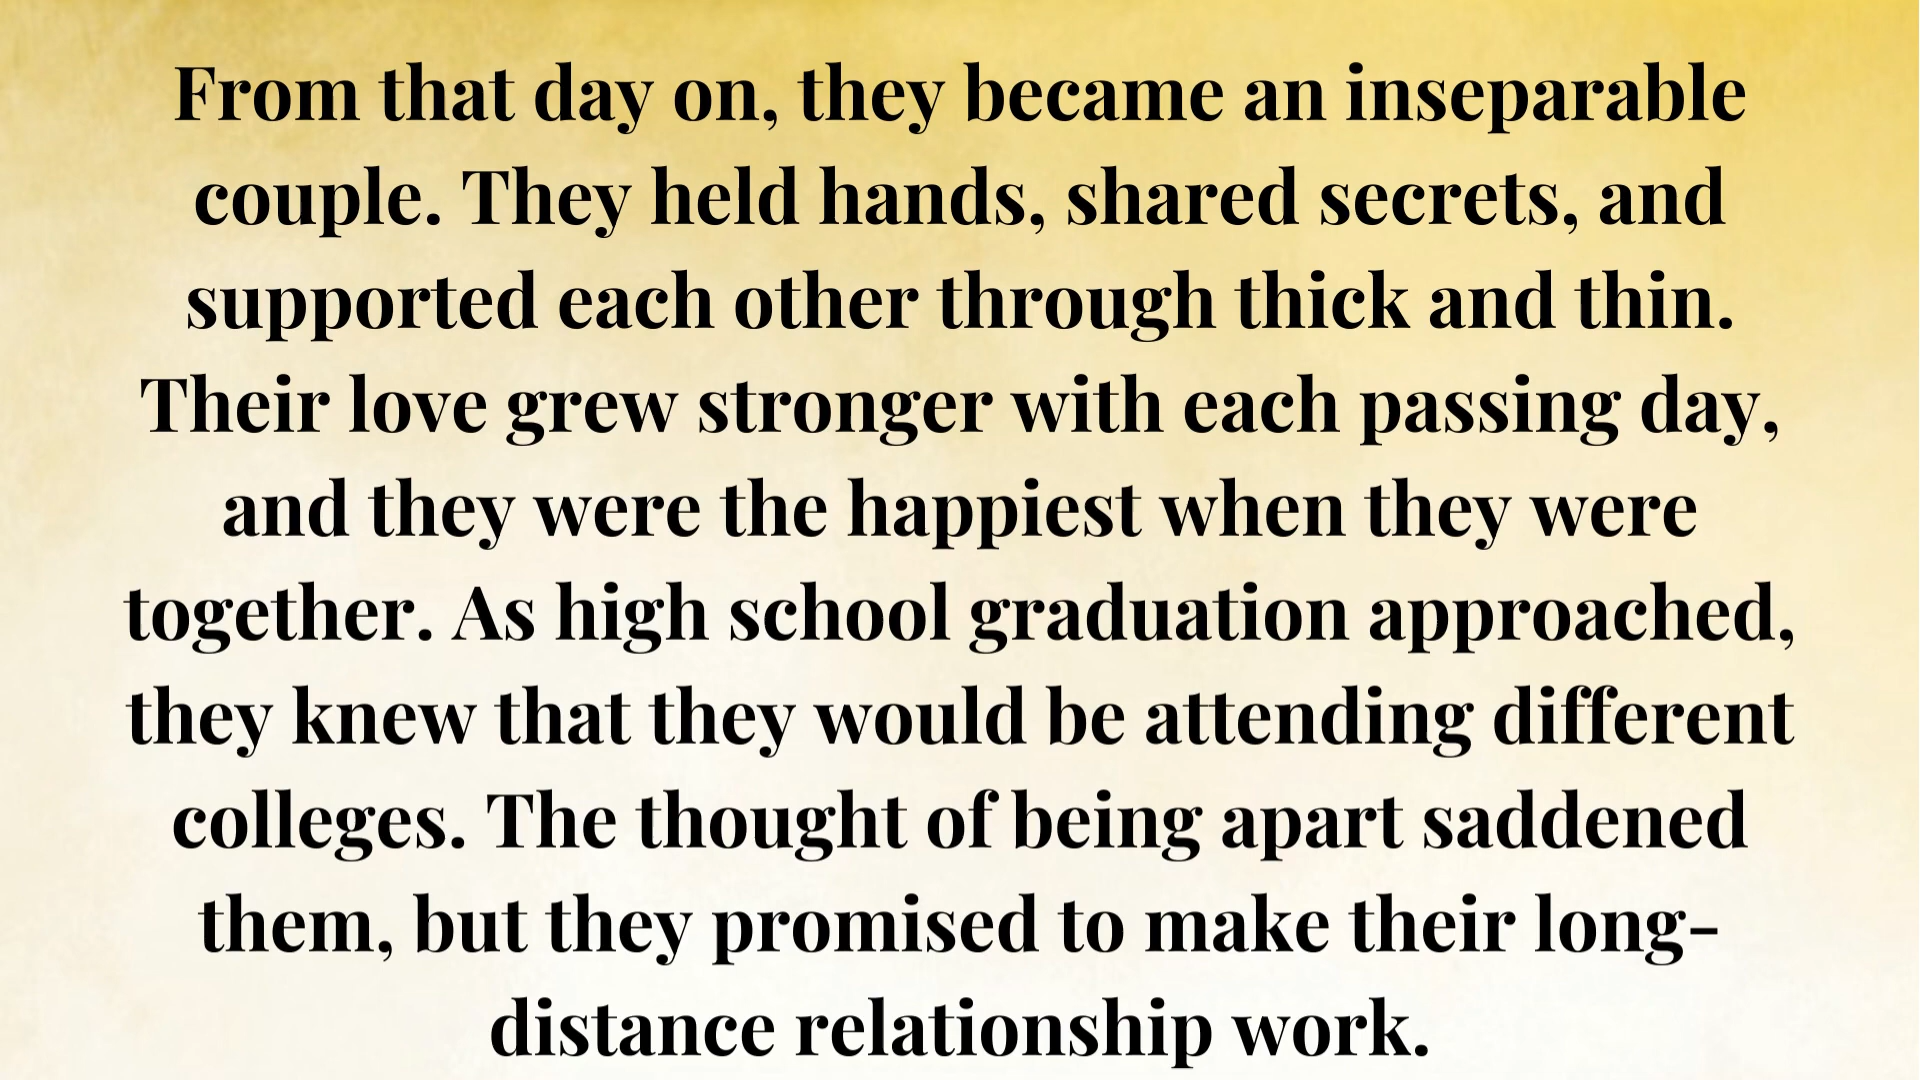 From that day on, they became an inseparable
couple. They held hands, shared secrets, and
supported each other through thick and thin.
Their love grew stronger with each passing day,
and they were the happiest when they were
together. As high school graduation approached,
they knew that they would be attending different
colleges. The thought of being apart saddened
them, but they promised to make their long-
distance relationship work.